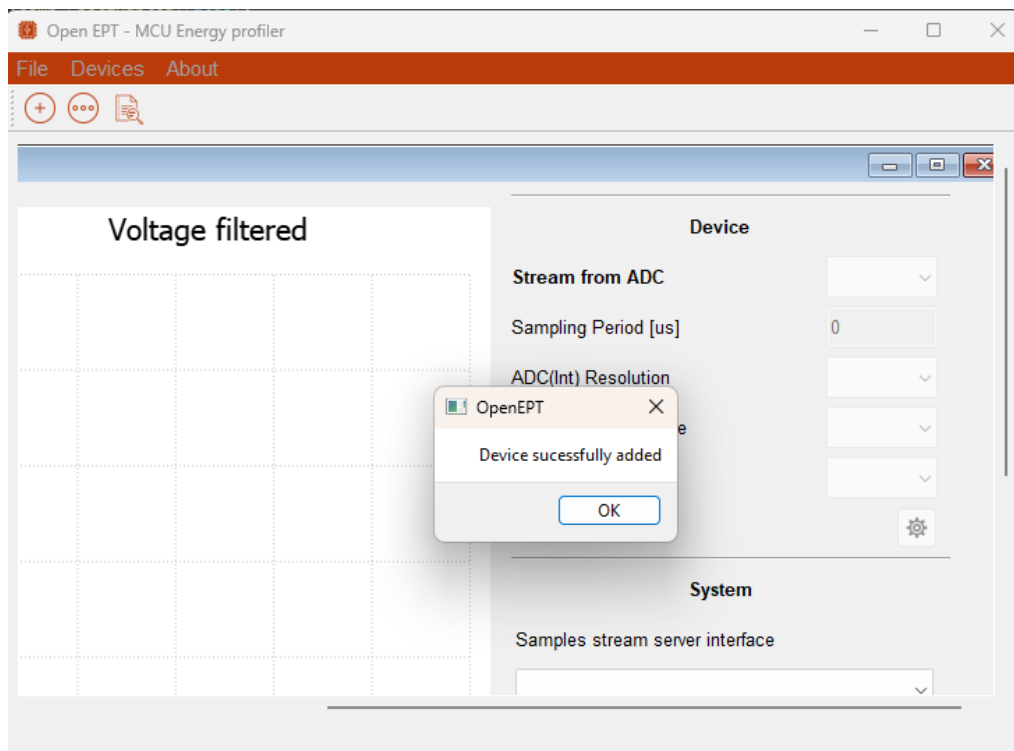 Open EPT - MCU Energy profiler
File Devices About
Voltage filtered
Device
Stream from ADC
Sampling Period [us] 0
ADC(Int) Resolution
OpenEPT
Device sucessfully added
OK
System
Samples stream server interface